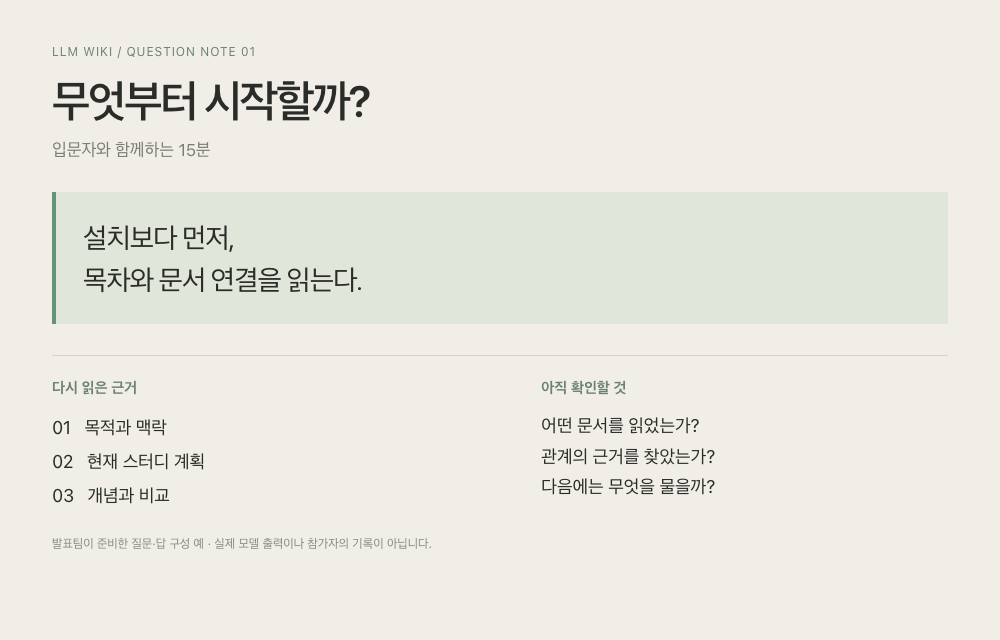 LLM WIKI / QUESTION NOTE 01
무엇부터 시작할까?
입문자와 함께하는 15분
설치보다 먼저,
목차와 문서 연결을 읽는다.
다시 읽은 근거
01 목적과 맥락
02 현재 스터디 계획
03 개념과 비교
아직 확인할 것
어떤 문서를 읽었는가?
관계의 근거를 찾았는가?
다음에는 무엇을 물을까?
발표팀이 준비한 질문·답 구성 예 · 실제 모델 출력이나 참가자의 기록이 아닙니다.